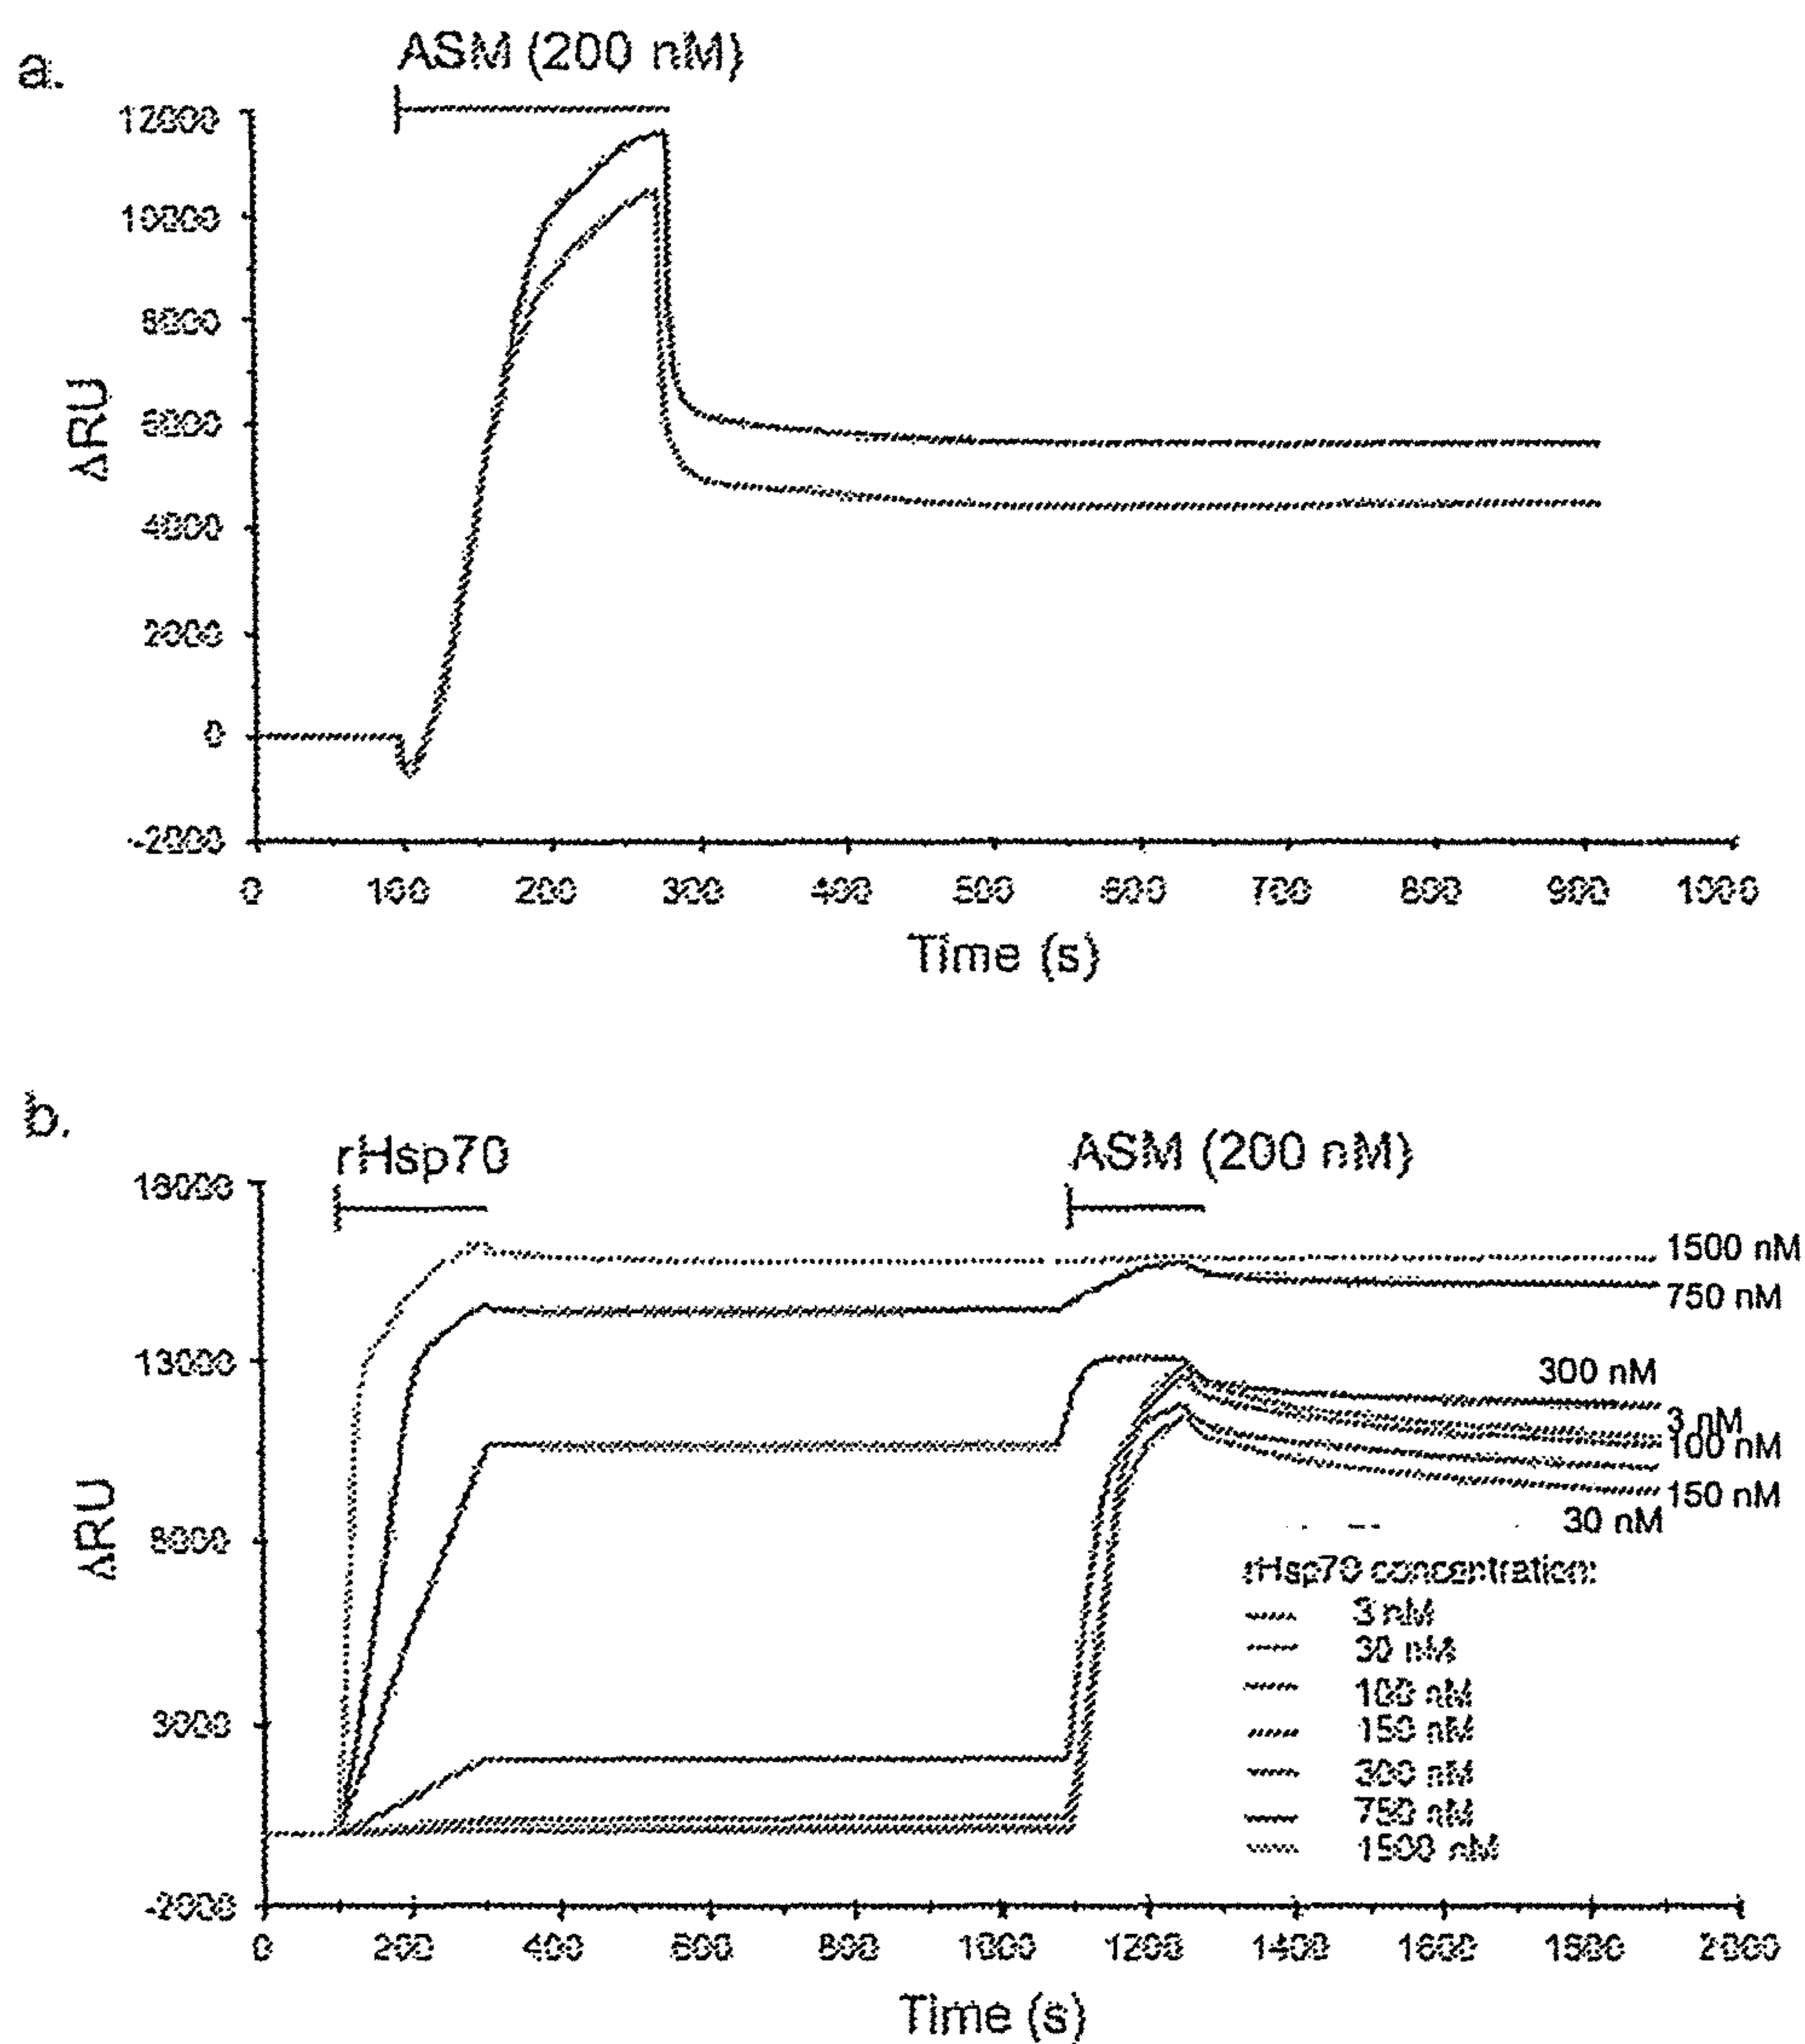 a.
ASM (200 nM)
12000
10000
8000
6000
4000
2000
0
-2000
ΔRU
0 100 200 300 400 500 600 700 800 900 1000
Time (s)
b.
rHsp70
ASM (200 nM)
18000
13000
8000
3000
-2000
ΔRU
1500 nM
750 nM
300 nM
3 nM
100 nM
150 nM
30 nM
rHsp70 concentration:
3 nM
30 nM
100 nM
150 nM
300 nM
750 nM
1500 nM
0 200 400 600 800 1000 1200 1400 1600 1800 2000
Time (s)